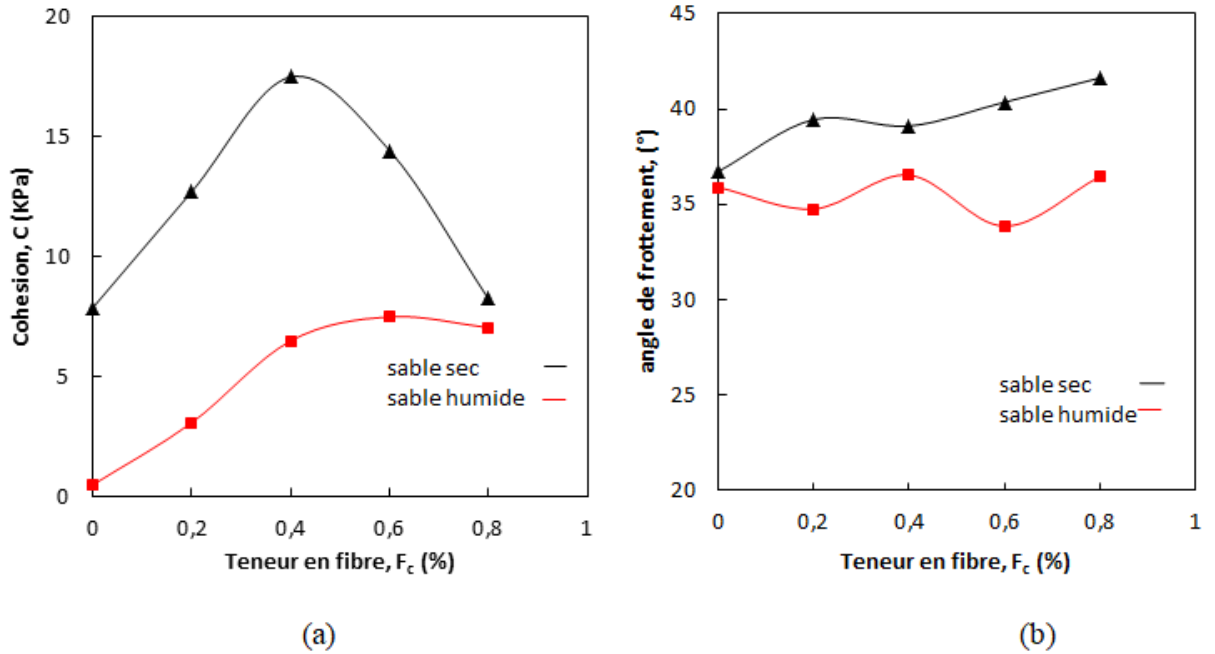 20
15
10
5
0
Cohesion, C (KPa)
sable sec
sable humide
0 0,2 0,4 0,6 0,8 1
Teneur en fibre, Fc (%)
(a)
45
40
35
30
25
20
angle de frottement, (°)
sable sec
sable humide
0 0,2 0,4 0,6 0,8 1
Teneur en fibre, Fc (%)
(b)